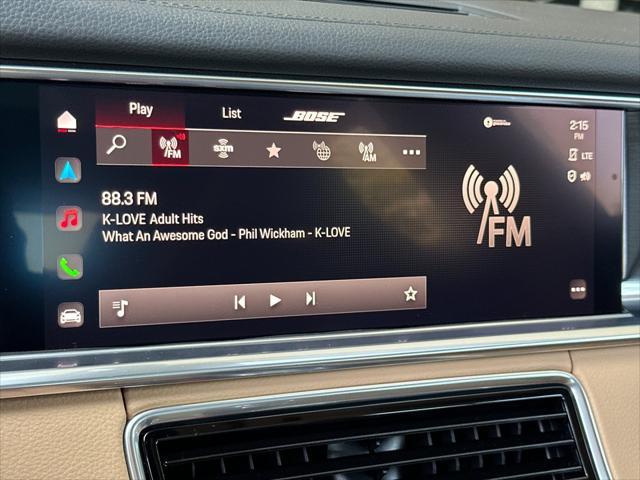 Play
List
BOSE
2:15
PM
FM
sxm
AM
LTE
88.3 FM
K-LOVE Adult Hits
What An Awesome God - Phil Wickham - K-LOVE
FM